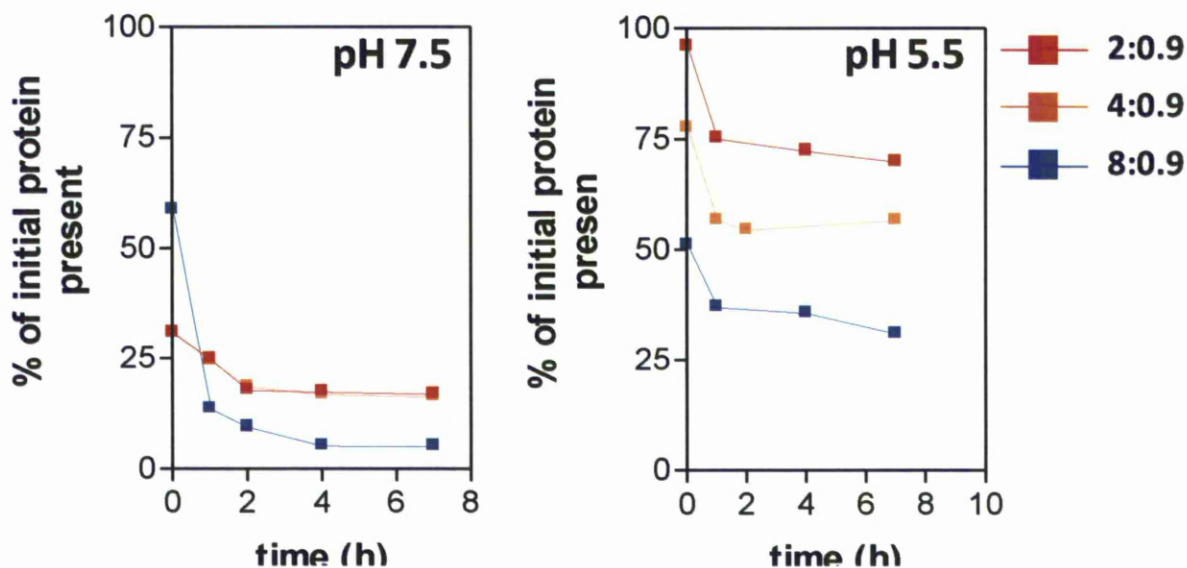 % of initial protein
present
100
75
50
25
0
pH 7.5
0 2 4 6 8
time (h)
% of initial protein
presen
100
75
50
25
0
pH 5.5
0 2 4 6 8 10
time (h)
2:0.9
4:0.9
8:0.9